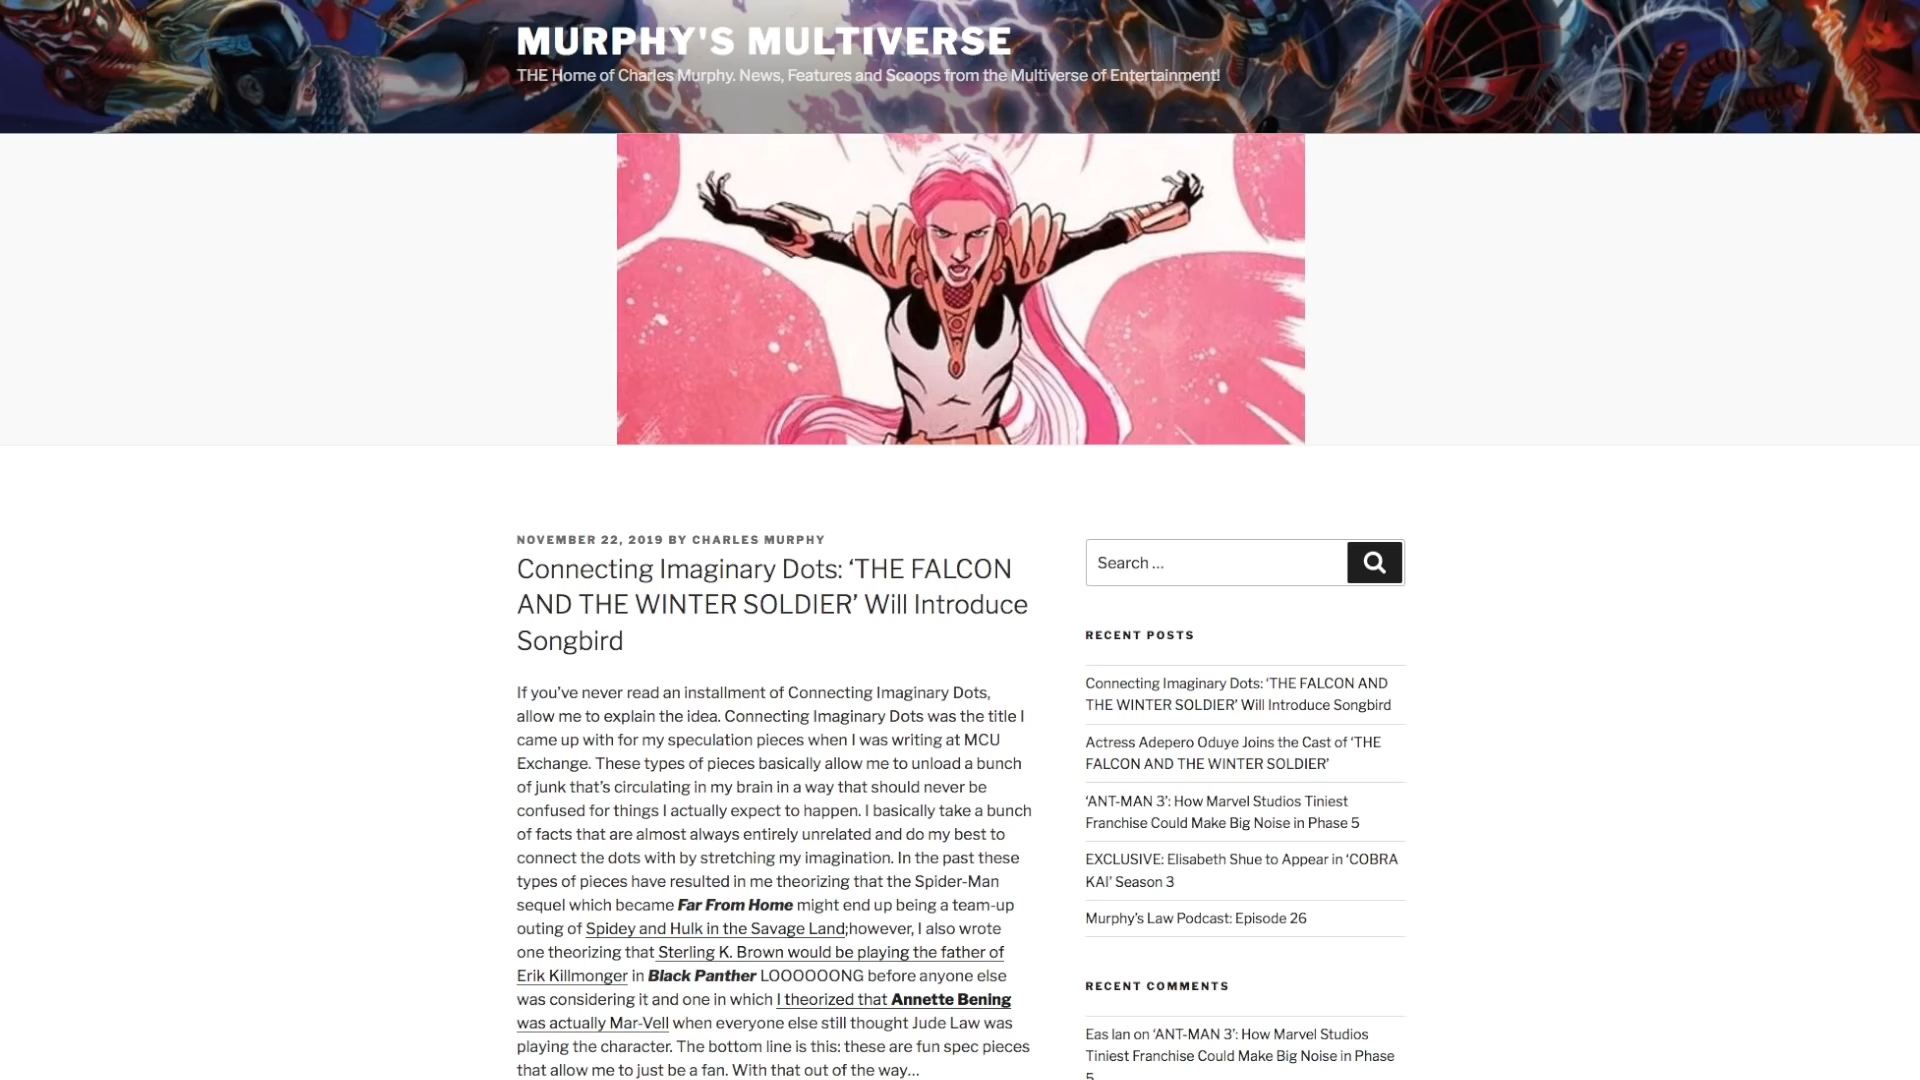 MURPHY'S MULTIVERSE
THE Home of Charles Murphy. News, Features and Scoops from the Multiverse of Entertainment!
NOVEMBER 22, 2019 BY CHARLES MURPHY
Connecting Imaginary Dots: ‘THE FALCON
AND THE WINTER SOLDIER’ Will Introduce
Songbird
If you’ve never read an installment of Connecting Imaginary Dots,
allow me to explain the idea. Connecting Imaginary Dots was the title I
came up with for my speculation pieces when I was writing at MCU
Exchange. These types of pieces basically allow me to unload a bunch
of junk that’s circulating in my brain in a way that should never be
confused for things I actually expect to happen. I basically take a bunch
of facts that are almost always entirely unrelated and do my best to
connect the dots with by stretching my imagination. In the past these
types of pieces have resulted in me theorizing that the Spider-Man
sequel which became Far From Home might end up being a team-up
outing of Spidey and Hulk in the Savage Land;however, I also wrote
one theorizing that Sterling K. Brown would be playing the father of
Erik Killmonger in Black Panther LOOOOOONG before anyone else
was considering it and one in which I theorized that Annette Bening
was actually Mar-Vell when everyone else still thought Jude Law was
playing the character. The bottom line is this: these are fun spec pieces
that allow me to just be a fan. With that out of the way…
Search …
RECENT POSTS
Connecting Imaginary Dots: ‘THE FALCON AND
THE WINTER SOLDIER’ Will Introduce Songbird
Actress Adepero Oduye Joins the Cast of ‘THE
FALCON AND THE WINTER SOLDIER’
‘ANT-MAN 3’: How Marvel Studios Tiniest
Franchise Could Make Big Noise in Phase 5
EXCLUSIVE: Elisabeth Shue to Appear in ‘COBRA
KAI’ Season 3
Murphy’s Law Podcast: Episode 26
RECENT COMMENTS
Eas Ian on ‘ANT-MAN 3’: How Marvel Studios
Tiniest Franchise Could Make Big Noise in Phase
5